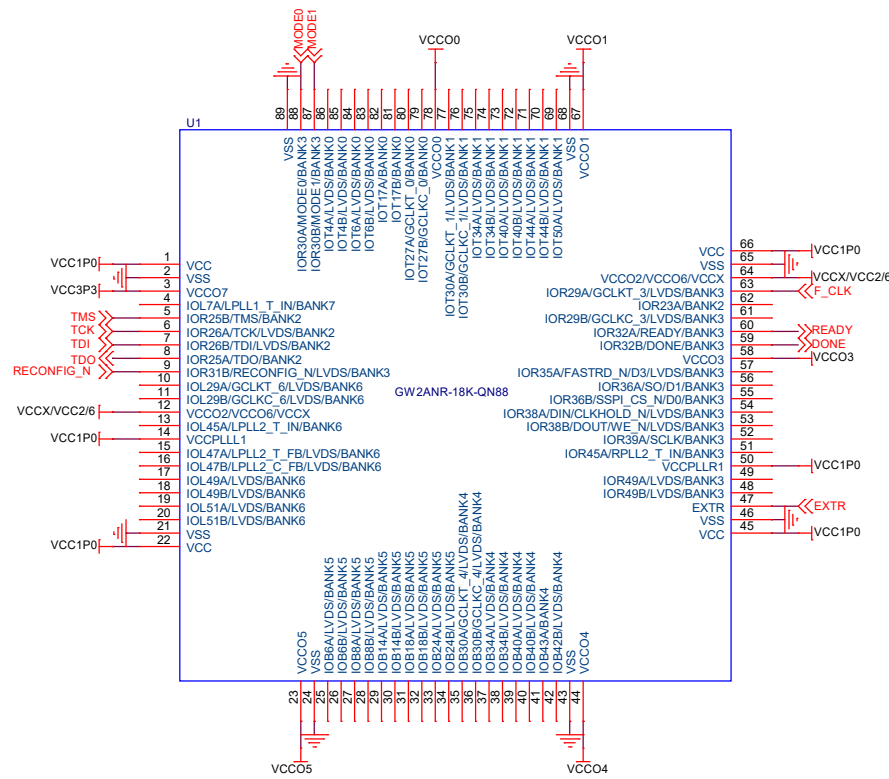 MODE0
MODE1
VCCO0
VCCO1
89
88
87
86
85
84
83
82
81
80
79
78
77
76
75
74
73
72
71
70
69
68
67
U1
VSS
IOR30A/MODE0/BANK3
IOR30B/MODE1/BANK3
IOT4A/LVDS/BANK0
IOT4B/LVDS/BANK0
IOT6A/LVDS/BANK0
IOT6B/LVDS/BANK0
IOT17A/BANK0
IOT17B/BANK0
IOT27A/GCLKT_0/BANK0
IOT27B/GCLKC_0/BANK0
VCCO0
IOT30A/GCLKT_1/LVDS/BANK1
IOT30B/GCLKC_1/LVDS/BANK1
IOT34A/LVDS/BANK1
IOT34B/LVDS/BANK1
IOT40A/LVDS/BANK1
IOT40B/LVDS/BANK1
IOT44A/LVDS/BANK1
IOT44B/LVDS/BANK1
IOT50A/LVDS/BANK1
VSS
VCCO1
VCC1P0 1 VCC
2 VSS
VCC3P3 3 VCCO7
4 IOL7A/LPLL1_T_IN/BANK7
TMS 5 IOR25B/TMS/BANK2
TCK 6 IOR26A/TCK/LVDS/BANK2
TDI 7 IOR26B/TDI/LVDS/BANK2
TDO 8 IOR25A/TDO/BANK2
RECONFIG_N 9 IOR31B/RECONFIG_N/LVDS/BANK3
10 IOL29A/GCLKT_6/LVDS/BANK6
11 IOL29B/GCLKC_6/LVDS/BANK6
VCCX/VCC2/6 12 VCCO2/VCCO6/VCCX
13 IOL45A/LPLL2_T_IN/BANK6
VCC1P0 14 VCCPLLL1
15 IOL47A/LPLL2_T_FB/LVDS/BANK6
16 IOL47B/LPLL2_C_FB/LVDS/BANK6
17 IOL49A/LVDS/BANK6
18 IOL49B/LVDS/BANK6
19 IOL51A/LVDS/BANK6
20 IOL51B/LVDS/BANK6
21 VSS
VCC1P0 22 VCC
GW2ANR-18K-QN88
VCC 66 VCC1P0
VSS 65
VCCO2/VCCO6/VCCX 64 VCCX/VCC2/6
IOR29A/GCLKT_3/LVDS/BANK3 63 F_CLK
IOR23A/BANK2 62
IOR29B/GCLKC_3/LVDS/BANK3 61
IOR32A/READY/BANK3 60 READY
IOR32B/DONE/BANK3 59 DONE
VCCO3 58 VCCO3
IOR35A/FASTRD_N/D3/LVDS/BANK3 57
IOR36A/SO/D1/BANK3 56
IOR36B/SSPI_CS_N/D0/BANK3 55
IOR38A/DIN/CLKHOLD_N/LVDS/BANK3 54
IOR38B/DOUT/WE_N/LVDS/BANK3 53
IOR39A/SCLK/BANK3 52
IOR45A/RPLL2_T_IN/BANK3 51
VCCPLLR1 50 VCC1P0
IOR49A/LVDS/BANK3 49
IOR49B/LVDS/BANK3 48
EXTR 47 EXTR
VSS 46
VCC 45 VCC1P0
VCCO5
VSS
IOB6A/LVDS/BANK5
IOB6B/LVDS/BANK5
IOB8A/LVDS/BANK5
IOB8B/LVDS/BANK5
IOB14A/LVDS/BANK5
IOB14B/LVDS/BANK5
IOB18A/LVDS/BANK5
IOB18B/LVDS/BANK5
IOB24A/LVDS/BANK5
IOB24B/LVDS/BANK5
IOB30A/GCLKT_4/LVDS/BANK4
IOB30B/GCLKC_4/LVDS/BANK4
IOB34A/LVDS/BANK4
IOB34B/LVDS/BANK4
IOB40A/LVDS/BANK4
IOB40B/LVDS/BANK4
IOB43A/BANK4
IOB42B/LVDS/BANK4
VSS
VCCO4
23
24
25
26
27
28
29
30
31
32
33
34
35
36
37
38
39
40
41
42
43
44
VCCO5
VCCO4